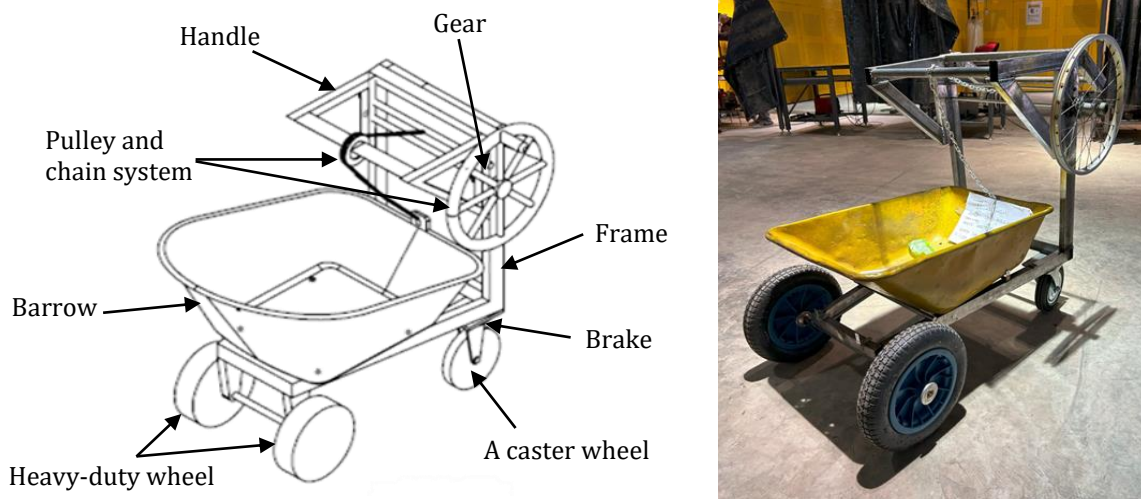 Handle
Gear
Pulley and
chain system
Frame
Barrow
Brake
A caster wheel
Heavy-duty wheel